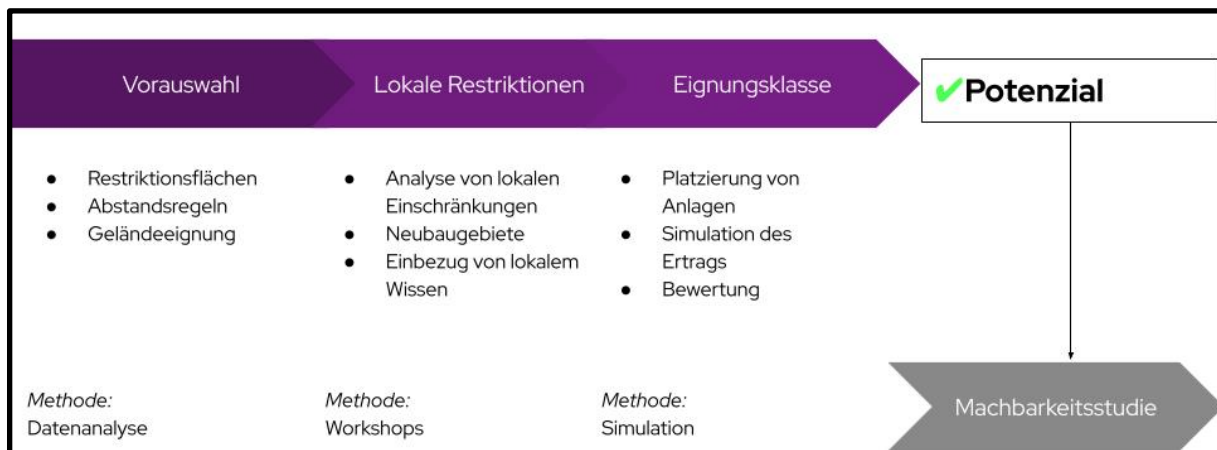 Vorauswahl
Lokale Restriktionen
Eignungsklasse
✔Potenzial
● Restriktionsflächen
● Abstandsregeln
● Geländeeignung
● Analyse von lokalen
Einschränkungen
● Neubaugebiete
● Einbezug von lokalem
Wissen
● Platzierung von
Anlagen
● Simulation des
Ertrags
● Bewertung
Methode:
Datenanalyse
Methode:
Workshops
Methode:
Simulation
Machbarkeitsstudie